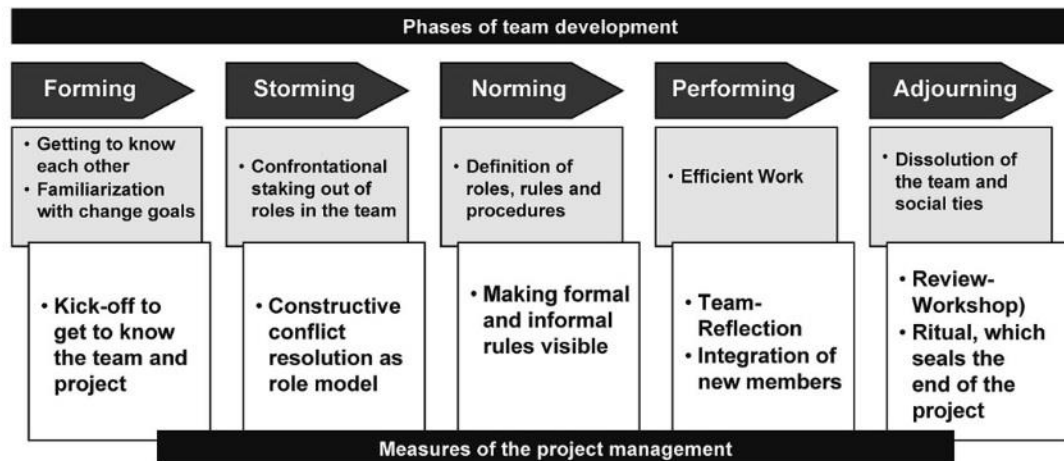 Phases of team development
Forming
Storming
Norming
Performing
Adjourning
• Getting to know
each other
• Familiarization
with change goals
• Confrontational
staking out of
roles in the team
• Definition of
roles, rules and
procedures
• Efficient Work
• Dissolution of
the team and
social ties
• Kick-off to
get to know
the team and
project
• Constructive
conflict
resolution as
role model
• Making formal
and informal
rules visible
• Team-
Reflection
• Integration of
new members
• Review-
Workshop)
• Ritual, which
seals the
end of the
project
Measures of the project management